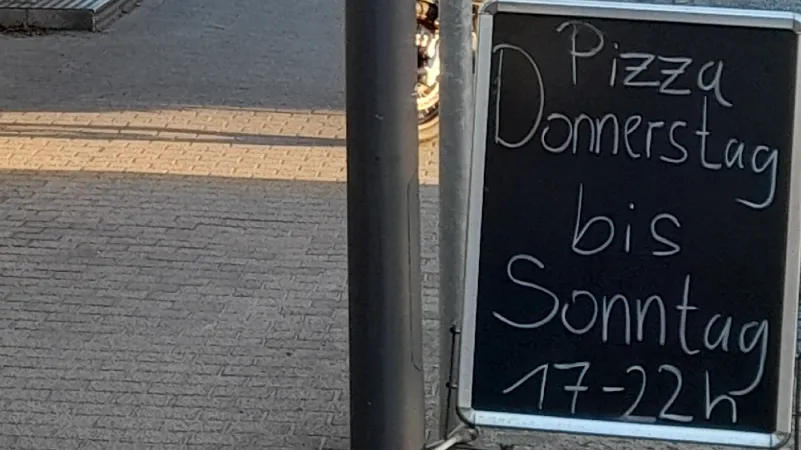 Pizza
Donnerstag
bis
Sonntag
17-22h